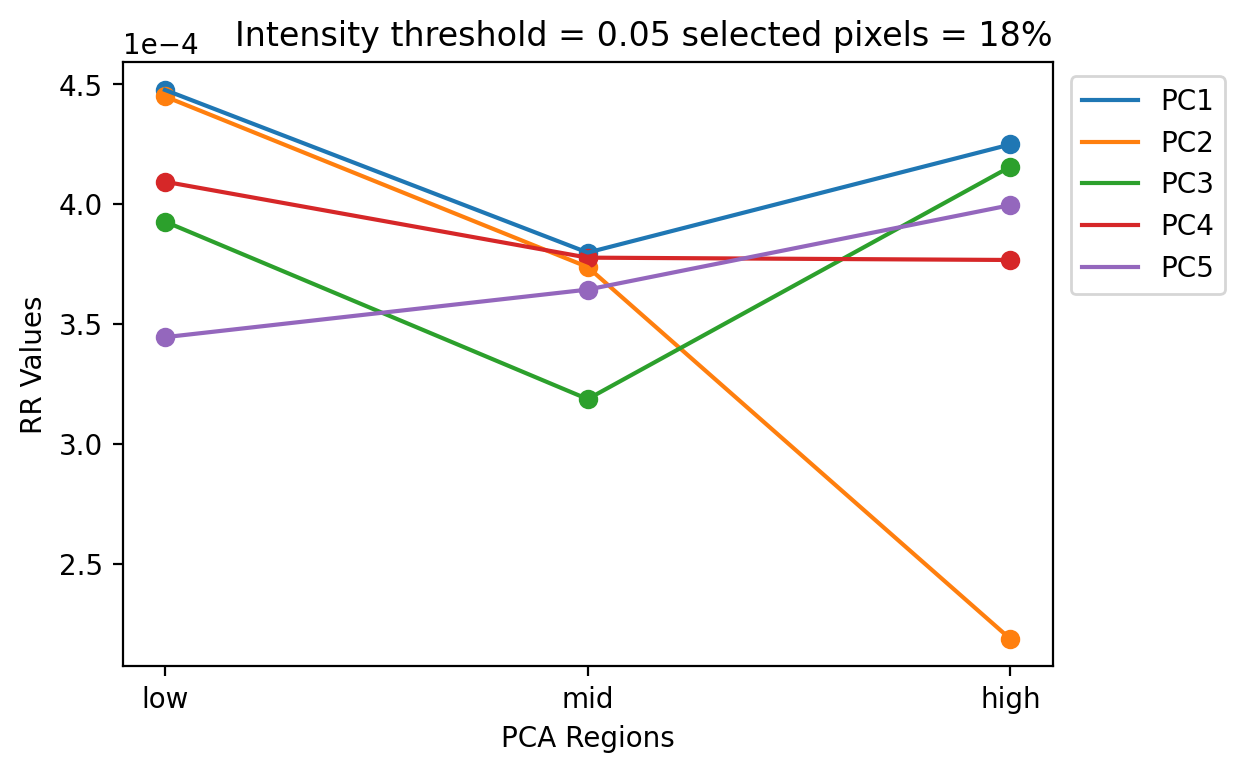 Intensity threshold = 0.05 selected pixels = 18%
1e−4
4.5
4.0
3.5
3.0
2.5
RR Values
low
mid
high
PCA Regions
PC1
PC2
PC3
PC4
PC5